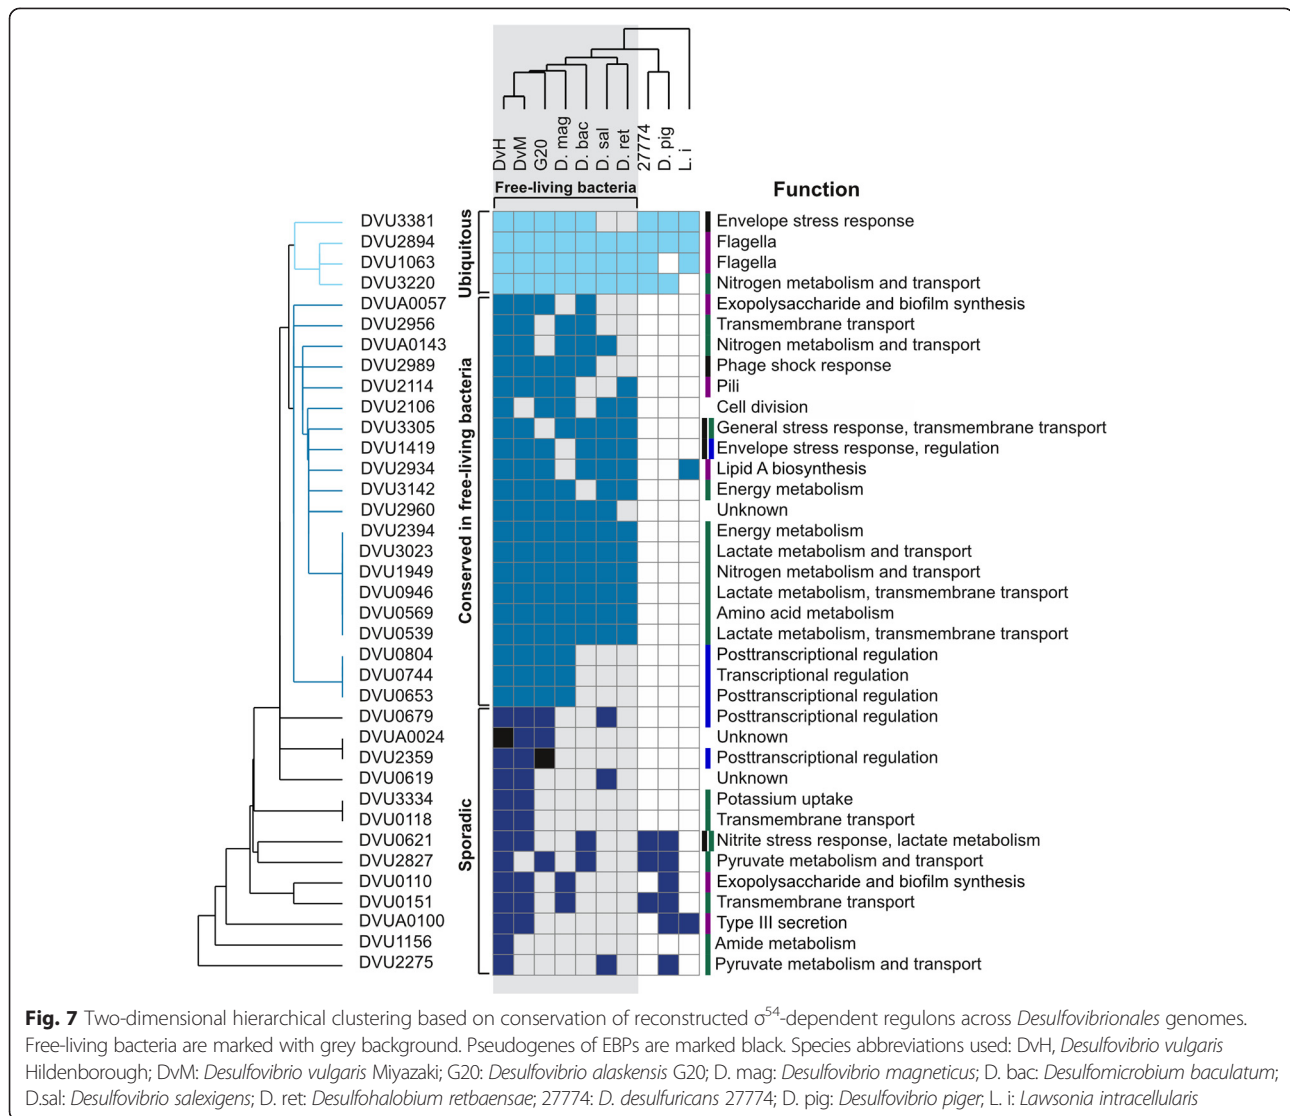 DvH DvM G20 D. mag D. bac D. sal D. ret 27774 D. pig L. i
Free-living bacteria
Function
Ubiquitous
DVU3381 Envelope stress response
DVU2894 Flagella
DVU1063 Flagella
DVU3220 Nitrogen metabolism and transport
Conserved in free-living bacteria
DVUA0057 Exopolysaccharide and biofilm synthesis
DVU2956 Transmembrane transport
DVUA0143 Nitrogen metabolism and transport
DVU2989 Phage shock response
DVU2114 Pili
DVU2106 Cell division
DVU3305 General stress response, transmembrane transport
DVU1419 Envelope stress response, regulation
DVU2934 Lipid A biosynthesis
DVU3142 Energy metabolism
DVU2960 Unknown
DVU2394 Energy metabolism
DVU3023 Lactate metabolism and transport
DVU1949 Nitrogen metabolism and transport
DVU0946 Lactate metabolism, transmembrane transport
DVU0569 Amino acid metabolism
DVU0539 Lactate metabolism, transmembrane transport
DVU0804 Posttranscriptional regulation
DVU0744 Transcriptional regulation
DVU0653 Posttranscriptional regulation
Sporadic
DVU0679 Posttranscriptional regulation
DVUA0024 Unknown
DVU2359 Posttranscriptional regulation
DVU0619 Unknown
DVU3334 Potassium uptake
DVU0118 Transmembrane transport
DVU0621 Nitrite stress response, lactate metabolism
DVU2827 Pyruvate metabolism and transport
DVU0110 Exopolysaccharide and biofilm synthesis
DVU0151 Transmembrane transport
DVUA0100 Type III secretion
DVU1156 Amide metabolism
DVU2275 Pyruvate metabolism and transport
Fig. 7 Two-dimensional hierarchical clustering based on conservation of reconstructed σ54-dependent regulons across Desulfovibrionales genomes.
Free-living bacteria are marked with grey background. Pseudogenes of EBPs are marked black. Species abbreviations used: DvH, Desulfovibrio vulgaris
Hildenborough; DvM: Desulfovibrio vulgaris Miyazaki; G20: Desulfovibrio alaskensis G20; D. mag: Desulfovibrio magneticus; D. bac: Desulfomicrobium baculatum;
D.sal: Desulfovibrio salexigens; D. ret: Desulfohalobium retbaensae; 27774: D. desulfuricans 27774; D. pig: Desulfovibrio piger; L. i: Lawsonia intracellularis